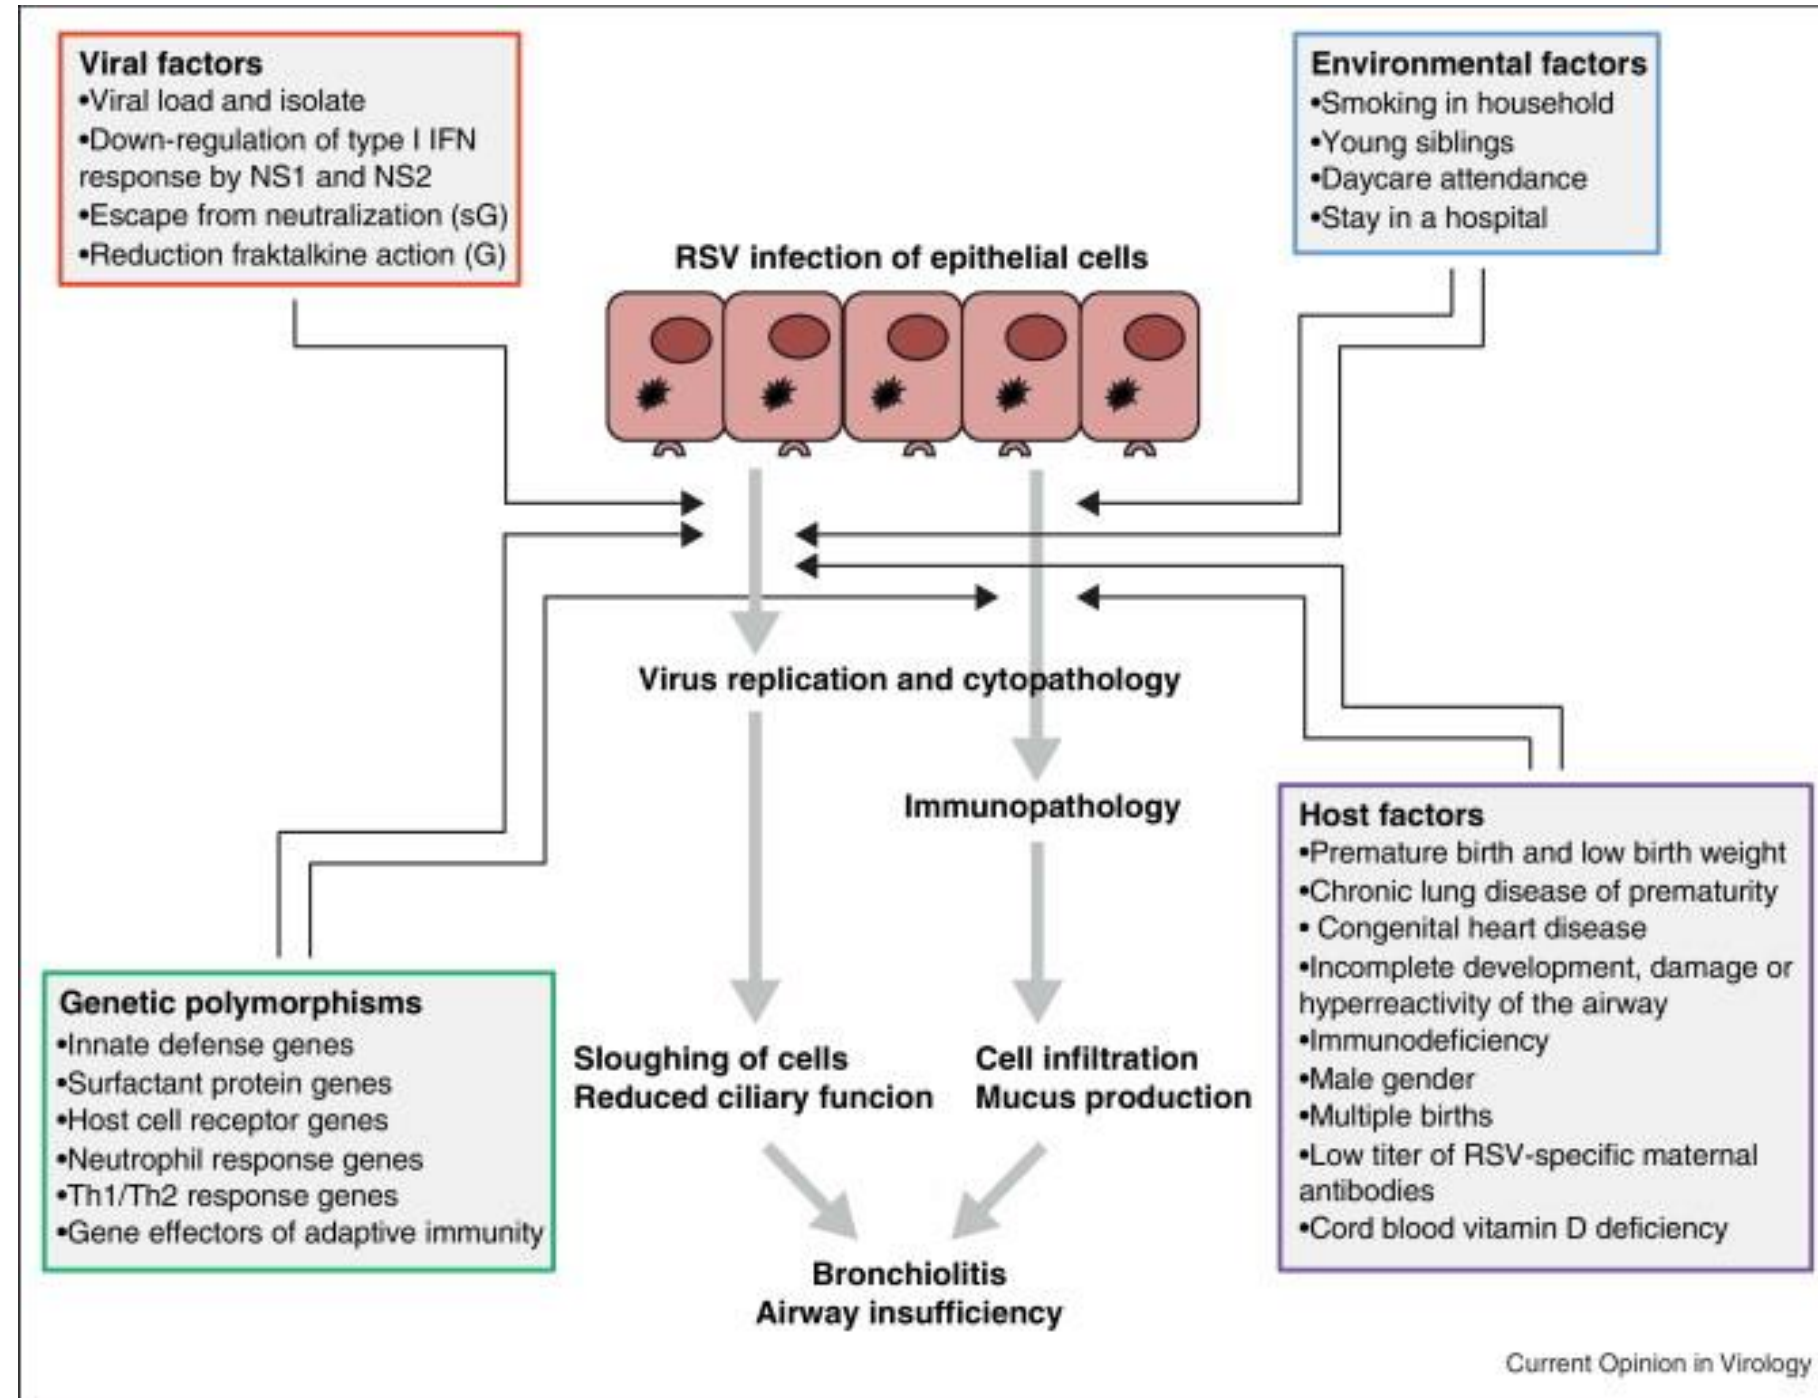 Viral factors
•Viral load and isolate
•Down-regulation of type I IFN
response by NS1 and NS2
•Escape from neutralization (sG)
•Reduction fraktalkine action (G)
Environmental factors
•Smoking in household
•Young siblings
•Daycare attendance
•Stay in a hospital
RSV infection of epithelial cells
Virus replication and cytopathology
Immunopathology
Genetic polymorphisms
•Innate defense genes
•Surfactant protein genes
•Host cell receptor genes
•Neutrophil response genes
•Th1/Th2 response genes
•Gene effectors of adaptive immunity
Sloughing of cells
Reduced ciliary funcion
Cell infiltration
Mucus production
Host factors
•Premature birth and low birth weight
•Chronic lung disease of prematurity
• Congenital heart disease
•Incomplete development, damage or
hyperreactivity of the airway
•Immunodeficiency
•Male gender
•Multiple births
•Low titer of RSV-specific maternal
antibodies
•Cord blood vitamin D deficiency
Bronchiolitis
Airway insufficiency
Current Opinion in Virology